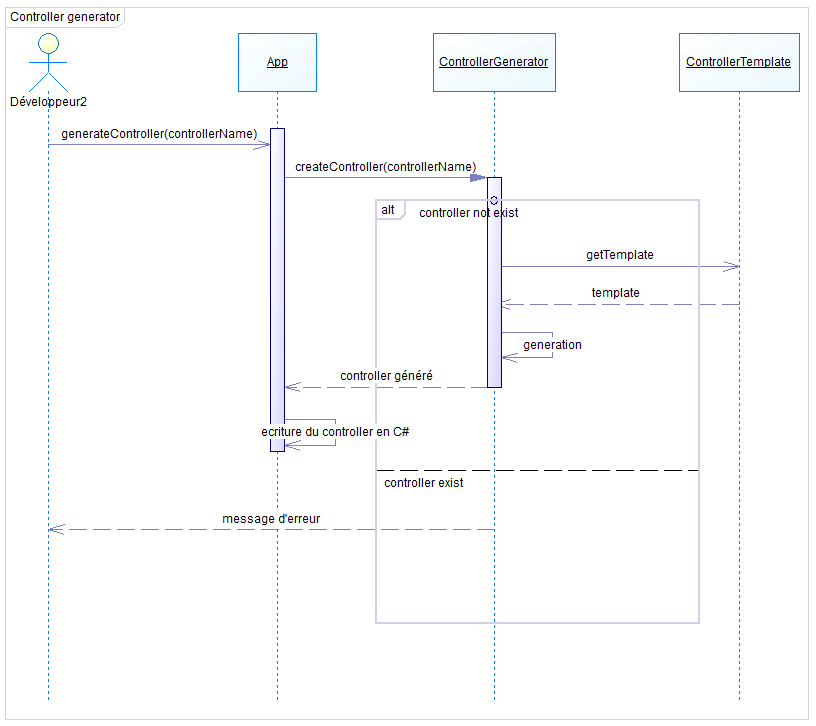 Controller generator
App
ControllerGenerator
ControllerTemplate
Développeur2
generateController(controllerName)
createController(controllerName)
alt
controller not exist
getTemplate
template
generation
controller généré
ecriture du controller en C#
controller exist
message d'erreur